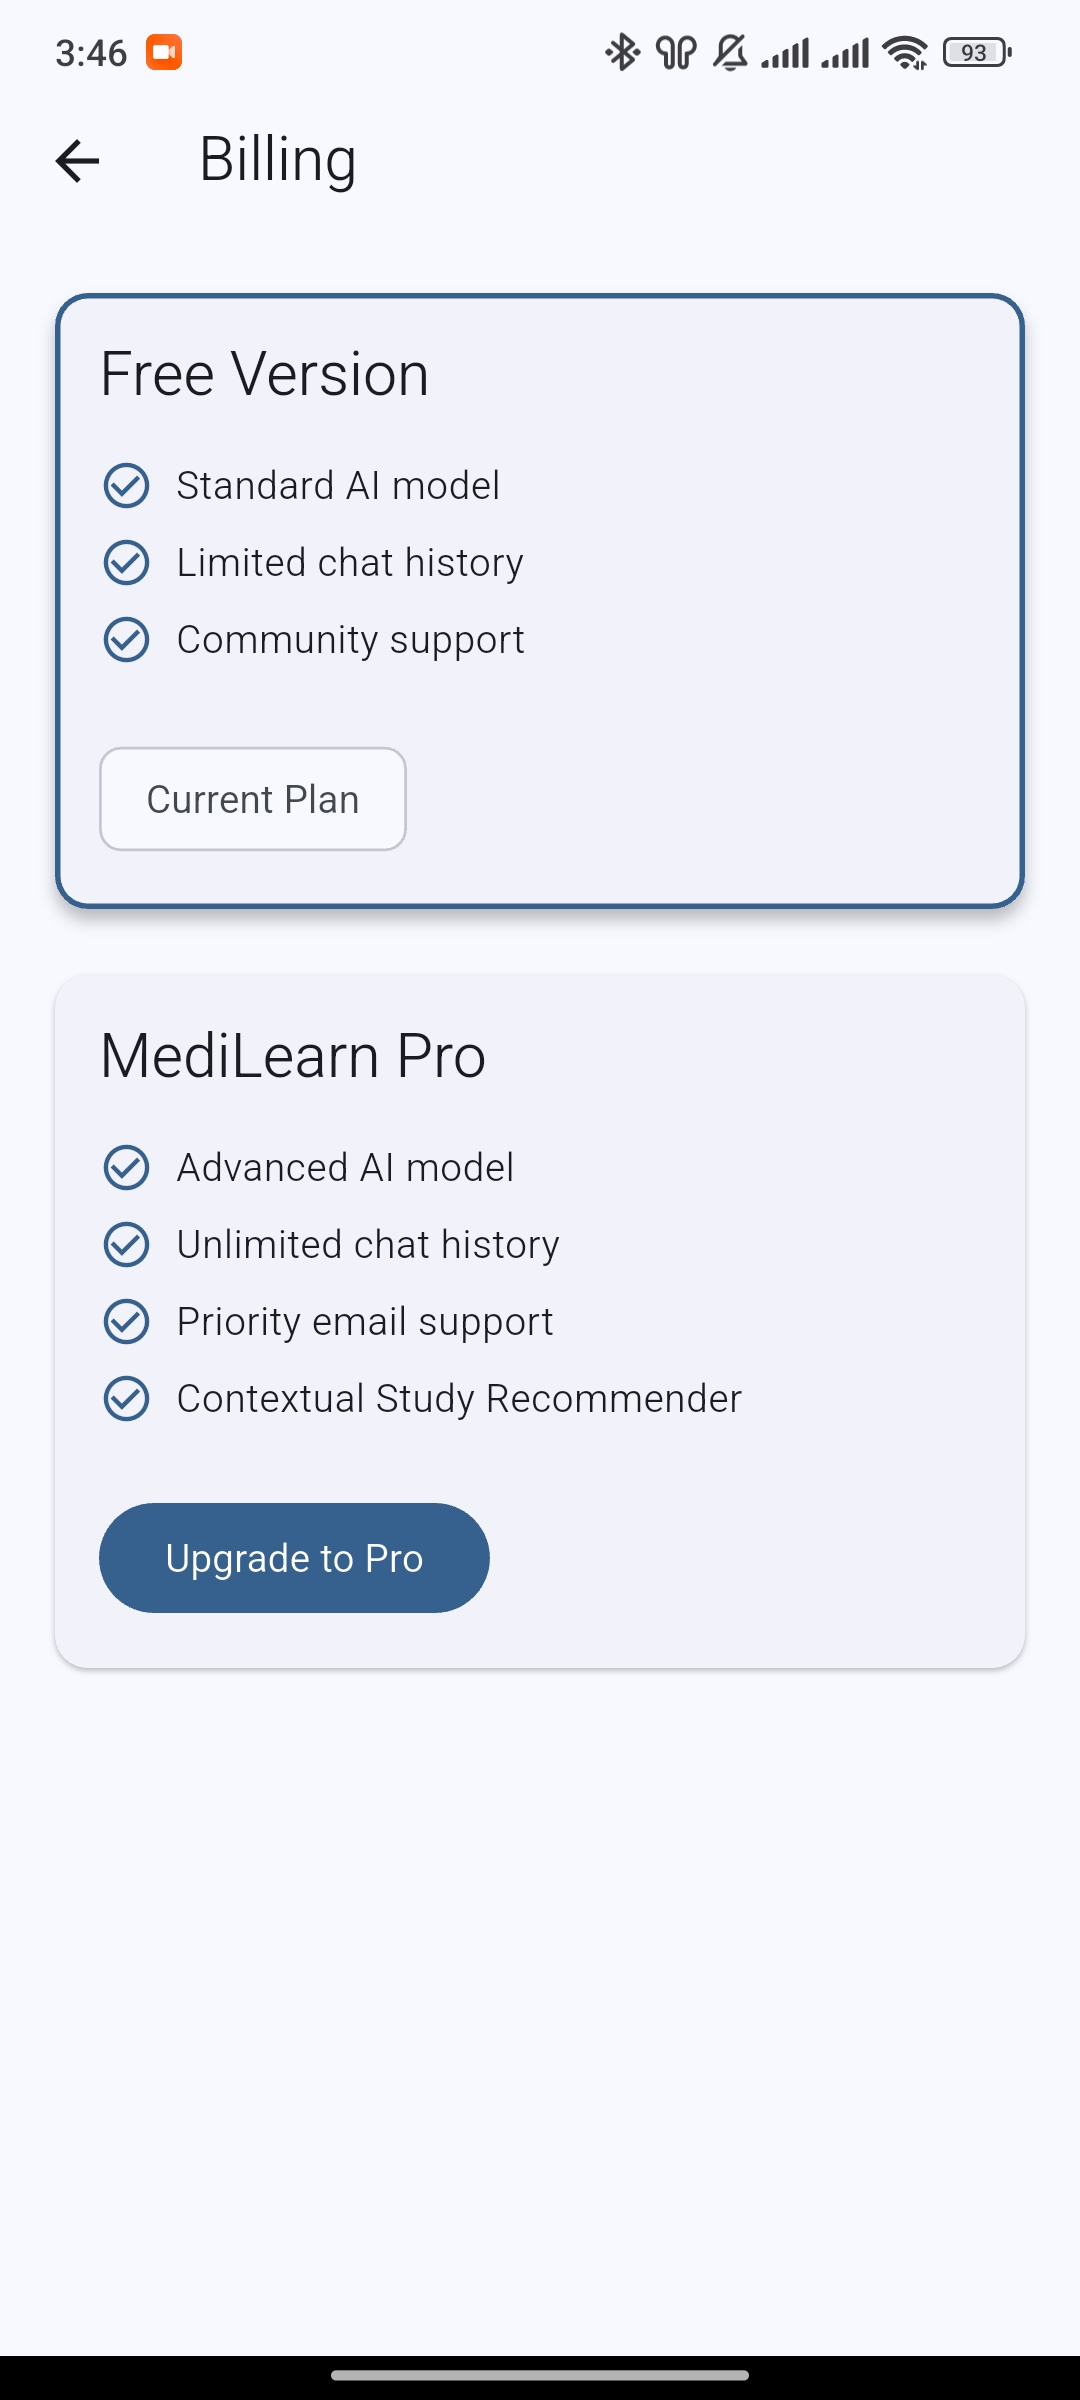 3:46
93
Billing
Free Version
Standard AI model
Limited chat history
Community support
Current Plan
MediLearn Pro
Advanced AI model
Unlimited chat history
Priority email support
Contextual Study Recommender
Upgrade to Pro